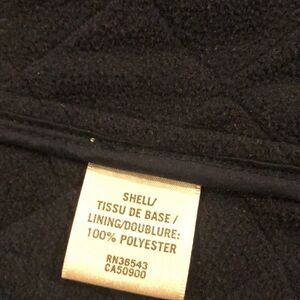 SHELL/
TISSU DE BASE /
LINING/DOUBLURE:
100% POLYESTER
RN36543
CA50900